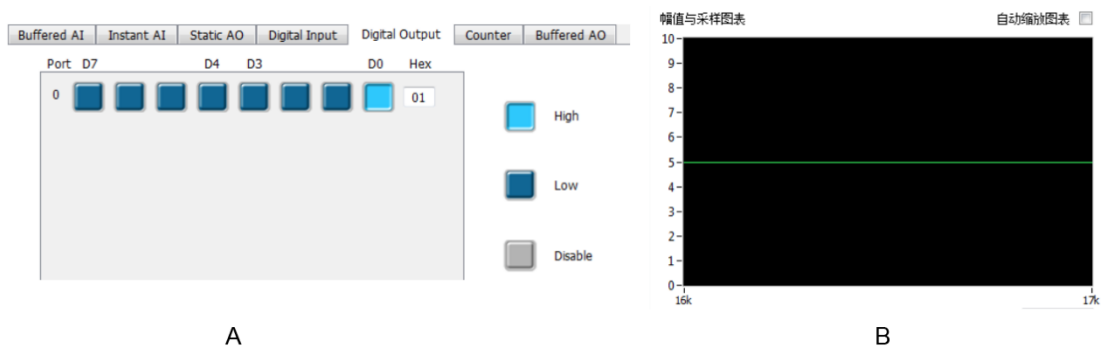 Buffered AI Instant AI Static AO Digital Input Digital Output Counter Buffered AO
Port D7 D4 D3 D0 Hex
0 01
High
Low
Disable
A
幅值与采样图表 自动缩放图表
10
9
8
7
6
5
4
3
2
1
0
16k 17k
B